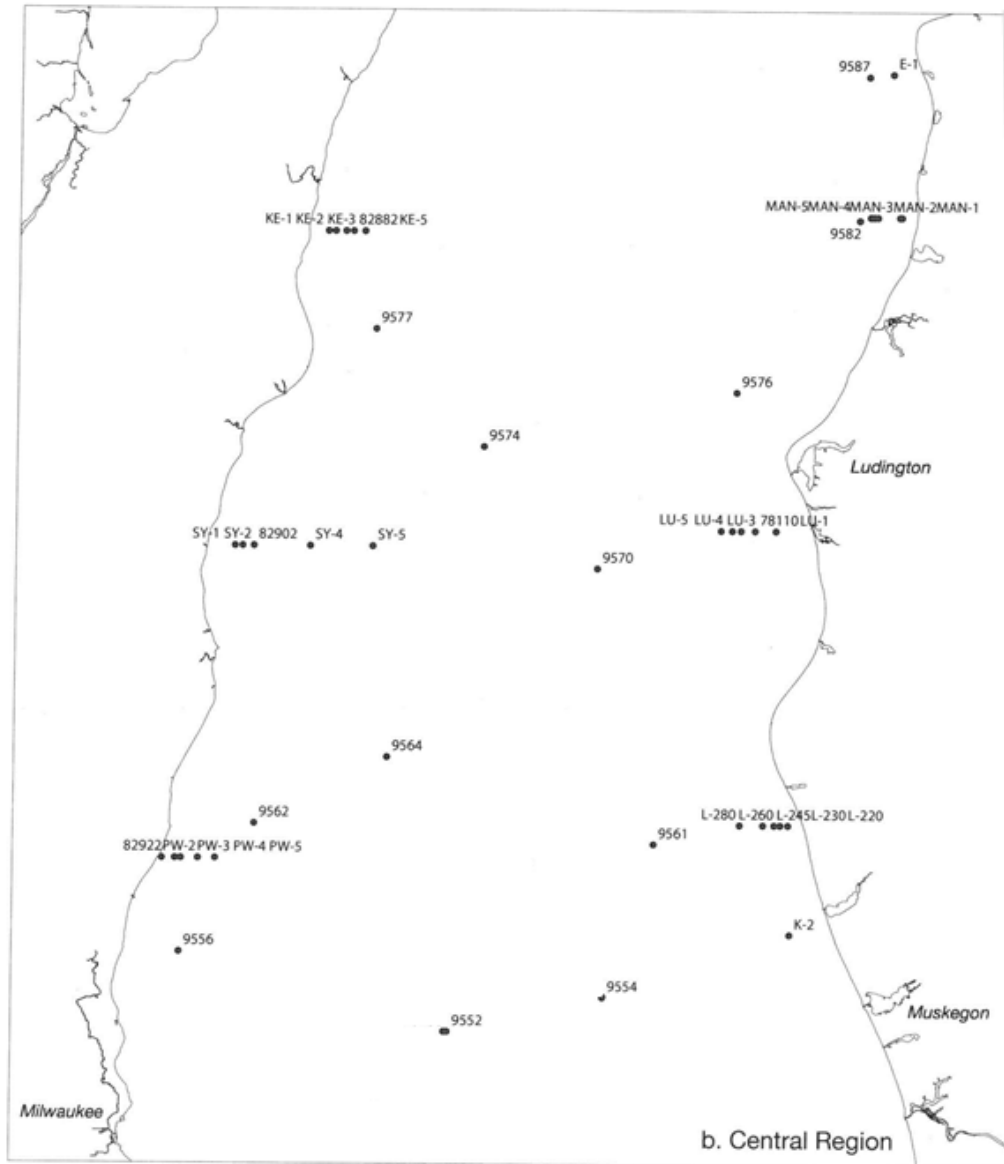 E-1
9587
MAN-5MAN-4MAN-3MAN-2MAN-1
9582
KE-1 KE-2 KE-3 82882 KE-5
9577
9576
9574
Ludington
LU-5 LU-4 LU-3 78110LU-1
SY-1 SY-2 82902 SY-4 SY-5
9570
9564
9562
L-280 L-260 L-245L-230 L-220
9561
82922PW-2 PW-3 PW-4 PW-5
K-2
9556
9554
Muskegon
9552
Milwaukee
b. Central Region